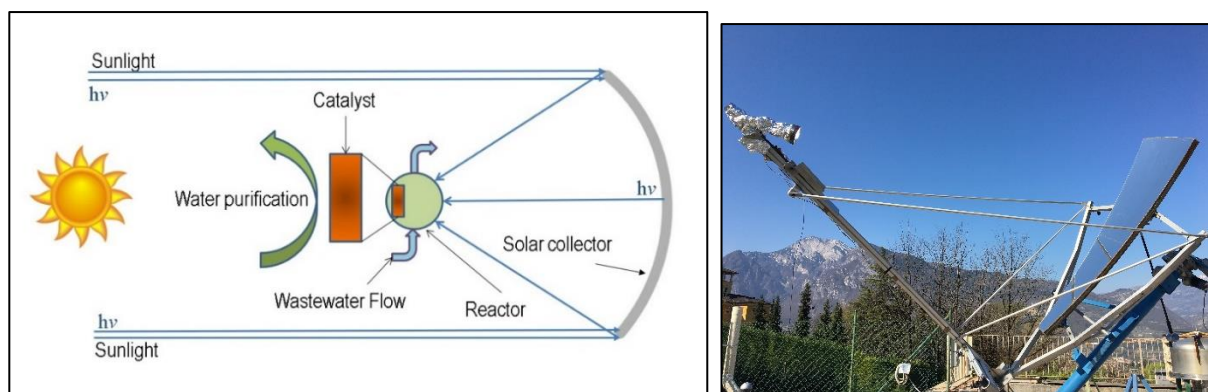 Sunlight
hν
Catalyst
Water purification
hν
Solar collector
Wastewater Flow
Reactor
hν
Sunlight